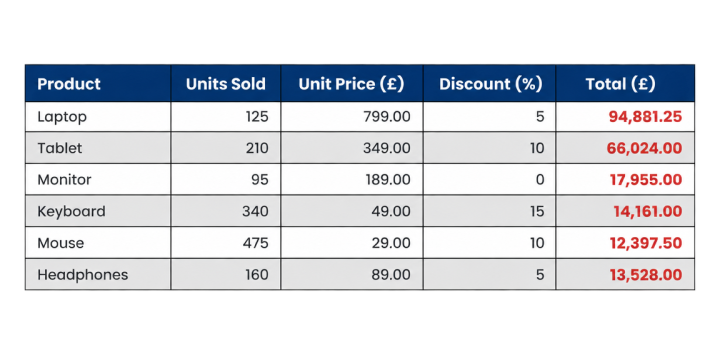 Product Units Sold Unit Price (£) Discount (%) Total (£)
Laptop 125 799.00 5 94,881.25
Tablet 210 349.00 10 66,024.00
Monitor 95 189.00 0 17,955.00
Keyboard 340 49.00 15 14,161.00
Mouse 475 29.00 10 12,397.50
Headphones 160 89.00 5 13,528.00